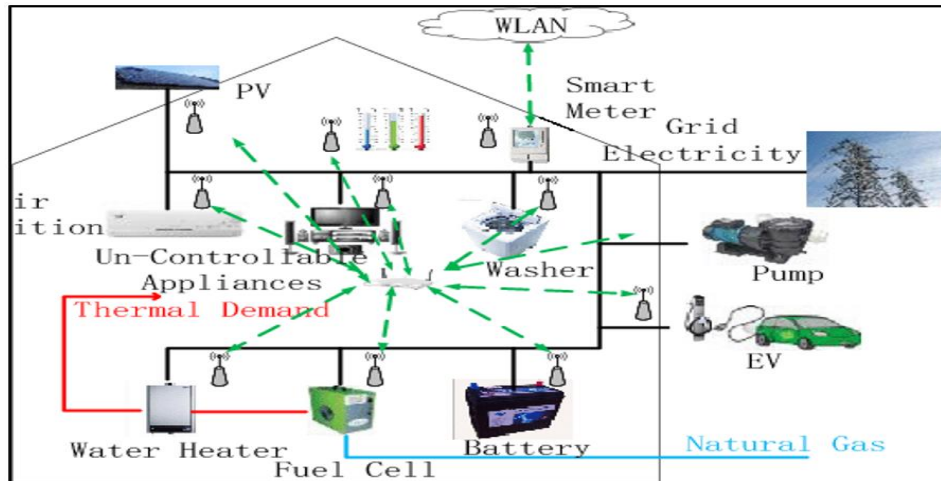 WLAN
PV
Smart
Meter
Grid
Electricity
ir
ition
Un-Controllable
Appliances
Washer
Pump
Thermal Demand
EV
Water Heater
Fuel Cell
Battery
Natural Gas